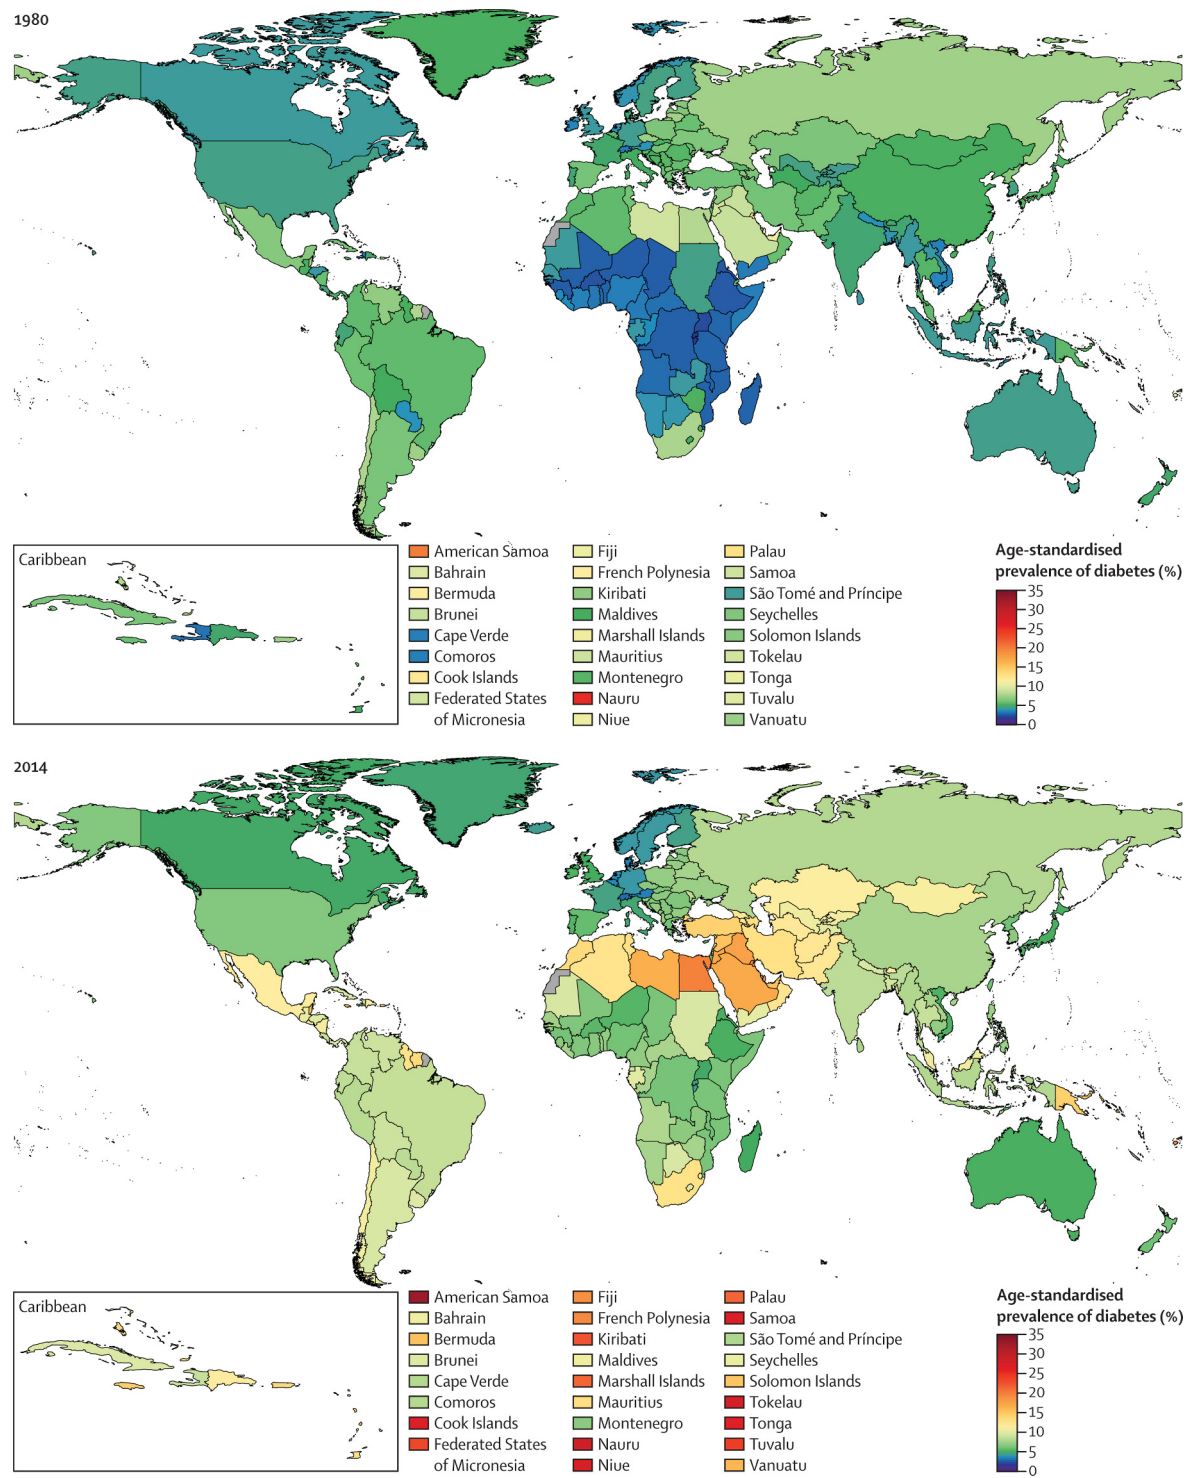 1980
Caribbean
American Samoa
Bahrain
Bermuda
Brunei
Cape Verde
Comoros
Cook Islands
Federated States
of Micronesia
Fiji
French Polynesia
Kiribati
Maldives
Marshall Islands
Mauritius
Montenegro
Nauru
Niue
Palau
Samoa
São Tomé and Príncipe
Seychelles
Solomon Islands
Tokelau
Tonga
Tuvalu
Vanuatu
Age-standardised
prevalence of diabetes (%)
35
30
25
20
15
10
5
0
2014
Caribbean
American Samoa
Bahrain
Bermuda
Brunei
Cape Verde
Comoros
Cook Islands
Federated States
of Micronesia
Fiji
French Polynesia
Kiribati
Maldives
Marshall Islands
Mauritius
Montenegro
Nauru
Niue
Palau
Samoa
São Tomé and Príncipe
Seychelles
Solomon Islands
Tokelau
Tonga
Tuvalu
Vanuatu
Age-standardised
prevalence of diabetes (%)
35
30
25
20
15
10
5
0